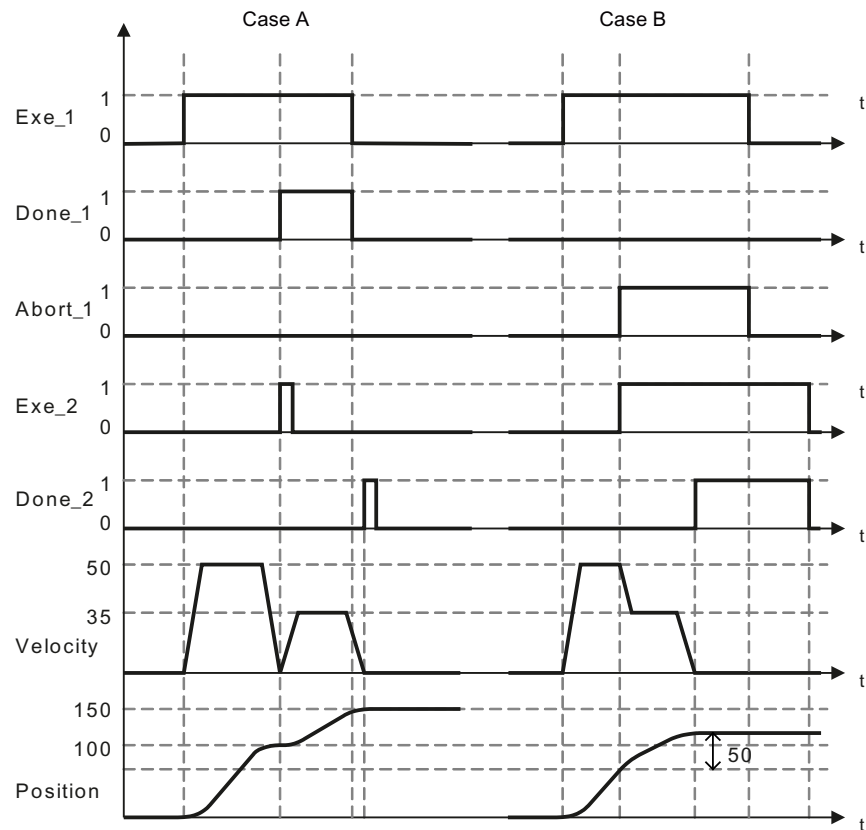 Case A
Case B
Exe_1
1
0
t
Done_1
1
0
t
Abort_1
1
0
Exe_2
1
0
t
Done_2
1
0
t
Velocity
50
35
t
Position
150
100
50
t